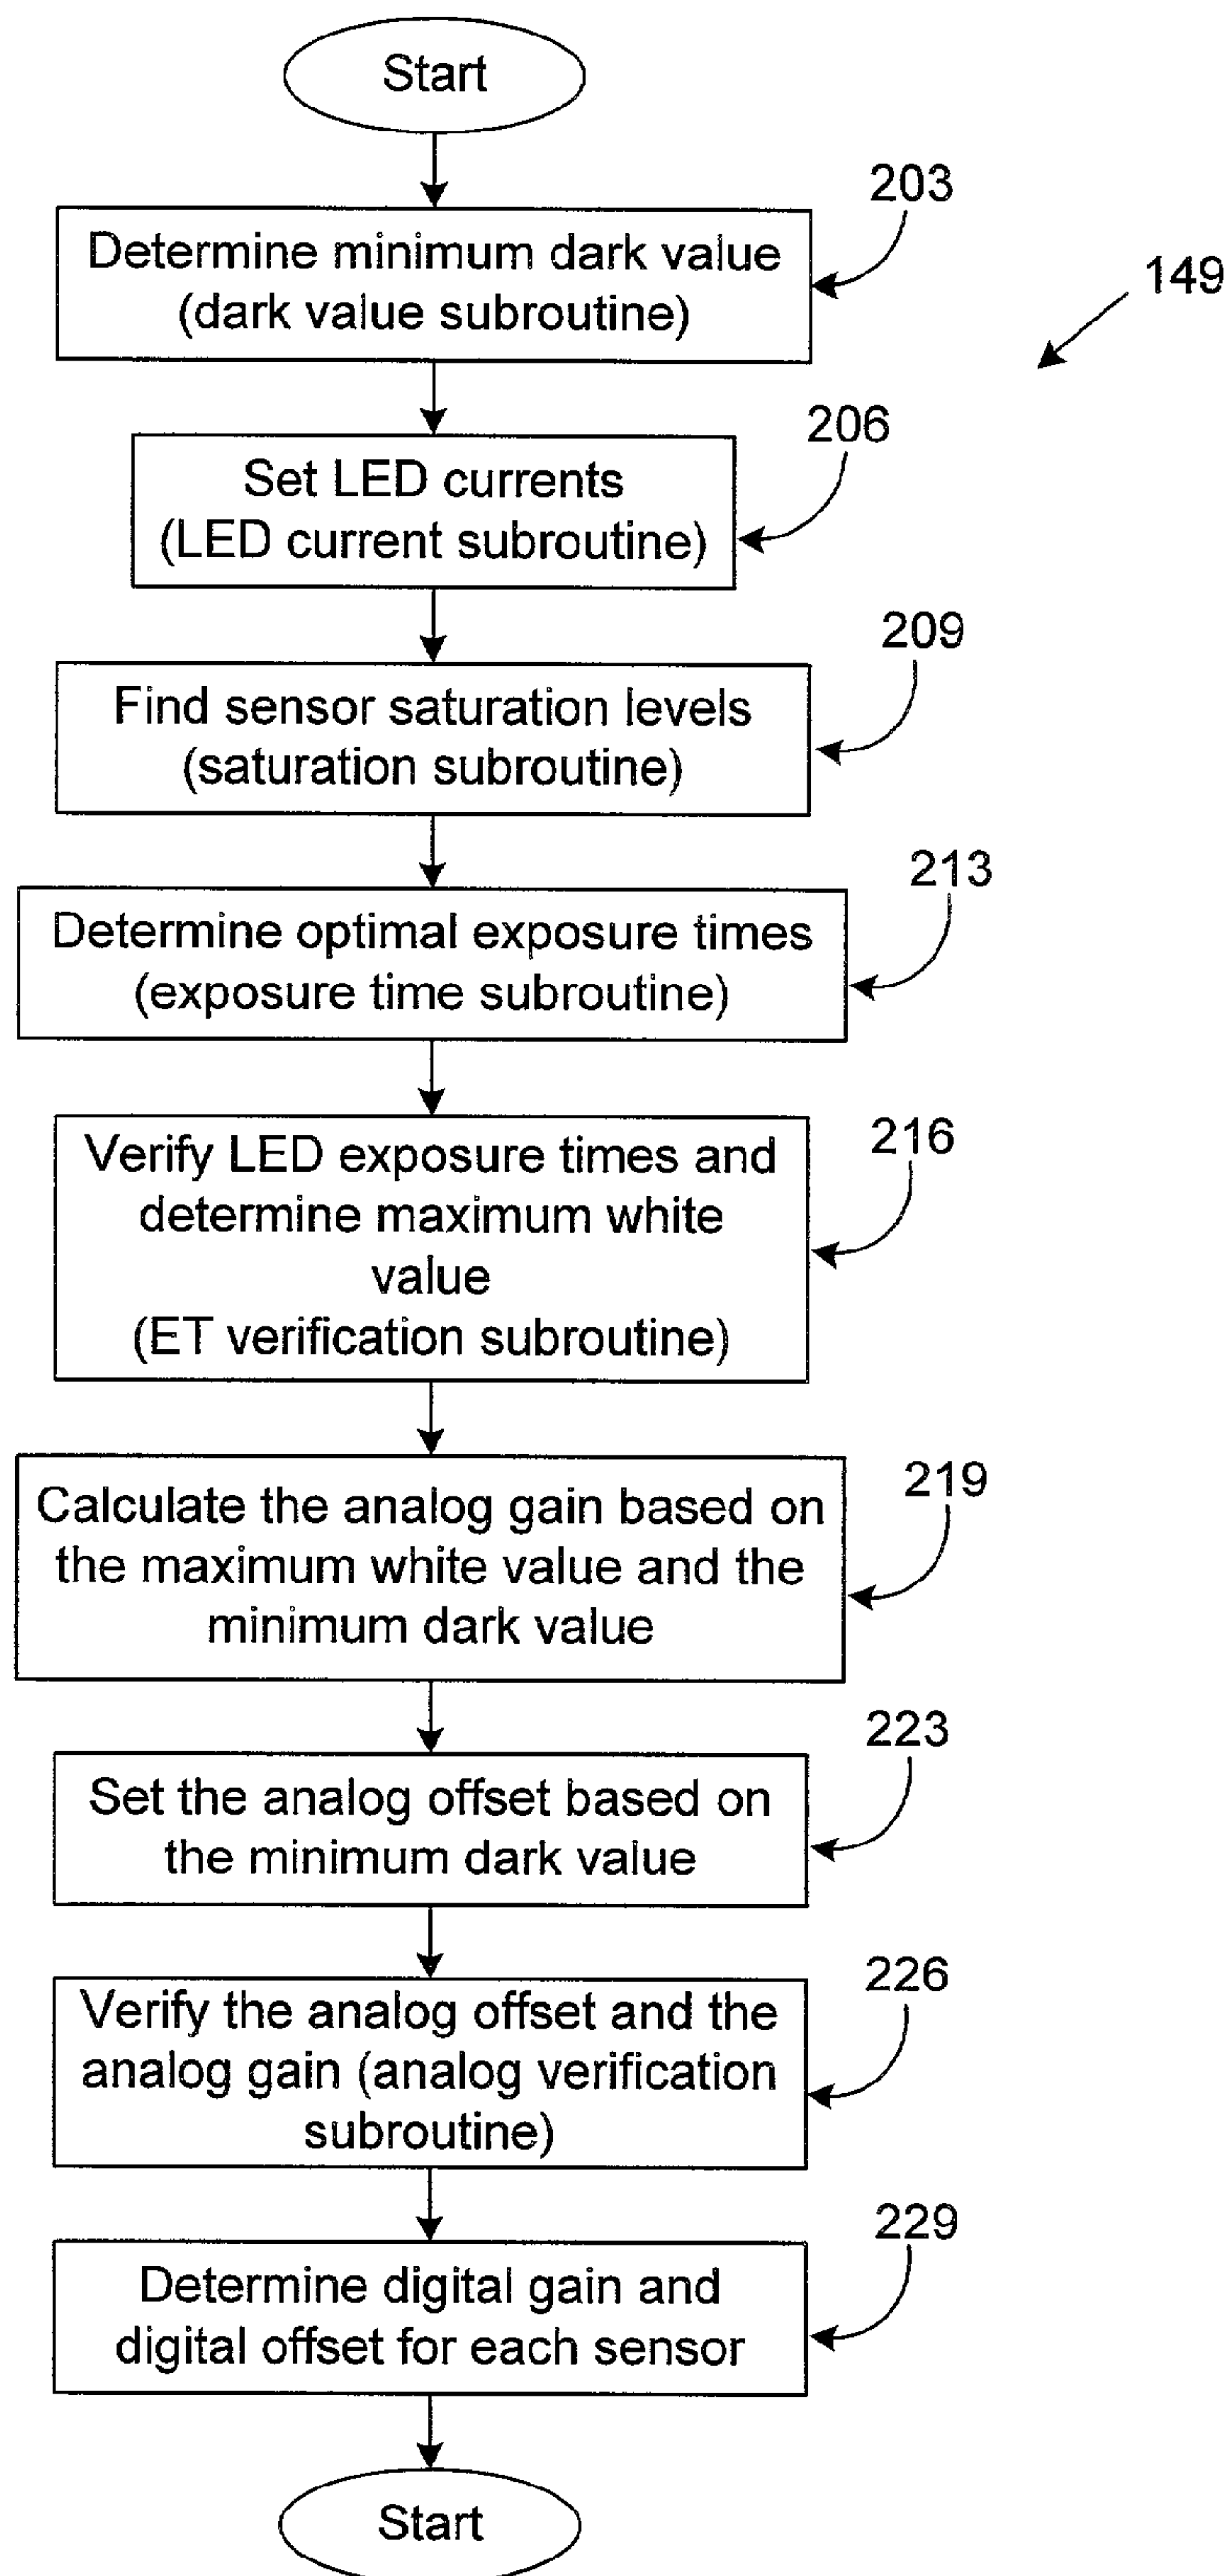 Start
203
Determine minimum dark value
(dark value subroutine)
149
206
Set LED currents
(LED current subroutine)
209
Find sensor saturation levels
(saturation subroutine)
213
Determine optimal exposure times
(exposure time subroutine)
216
Verify LED exposure times and
determine maximum white
value
(ET verification subroutine)
219
Calculate the analog gain based on
the maximum white value and the
minimum dark value
223
Set the analog offset based on
the minimum dark value
226
Verify the analog offset and the
analog gain (analog verification
subroutine)
229
Determine digital gain and
digital offset for each sensor
Start